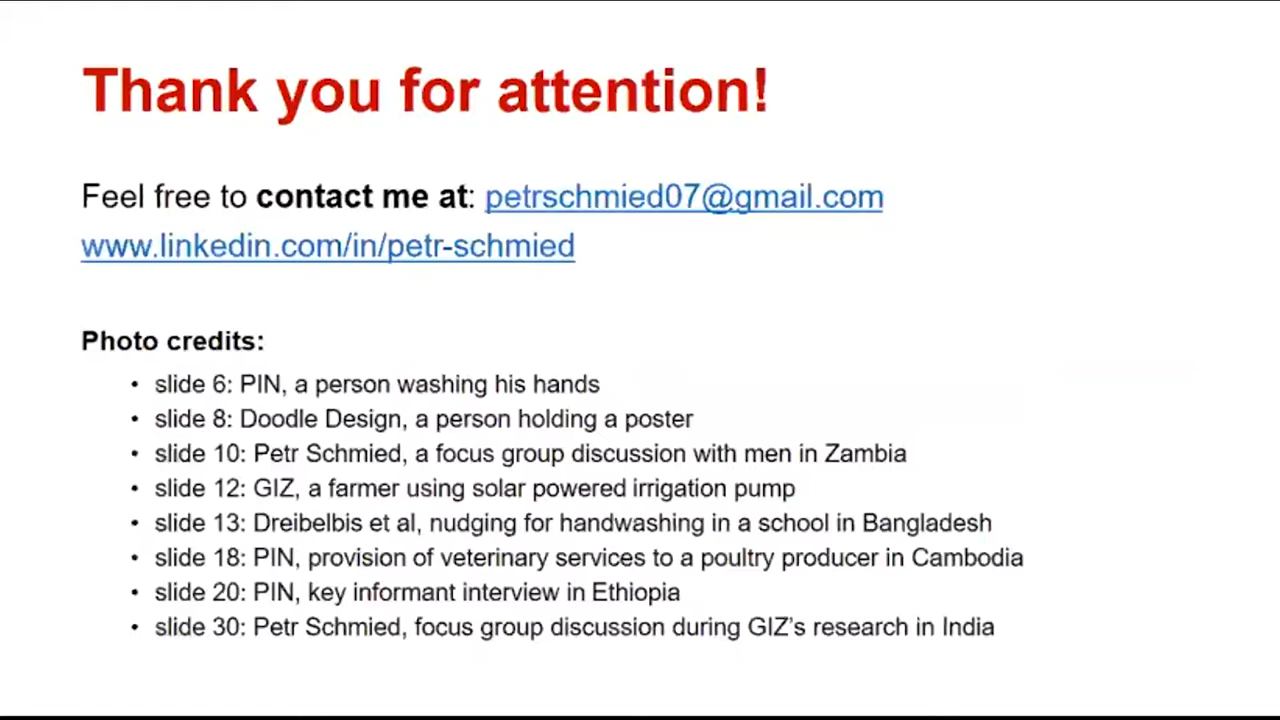 Thank you for attention!
Feel free to contact me at: petrschmied07@gmail.com
www.linkedin.com/in/petr-schmied
Photo credits:
• slide 6: PIN, a person washing his hands
• slide 8: Doodle Design, a person holding a poster
• slide 10: Petr Schmied, a focus group discussion with men in Zambia
• slide 12: GIZ, a farmer using solar powered irrigation pump
• slide 13: Dreibelbis et al, nudging for handwashing in a school in Bangladesh
• slide 18: PIN, provision of veterinary services to a poultry producer in Cambodia
• slide 20: PIN, key informant interview in Ethiopia
• slide 30: Petr Schmied, focus group discussion during GIZ's research in India